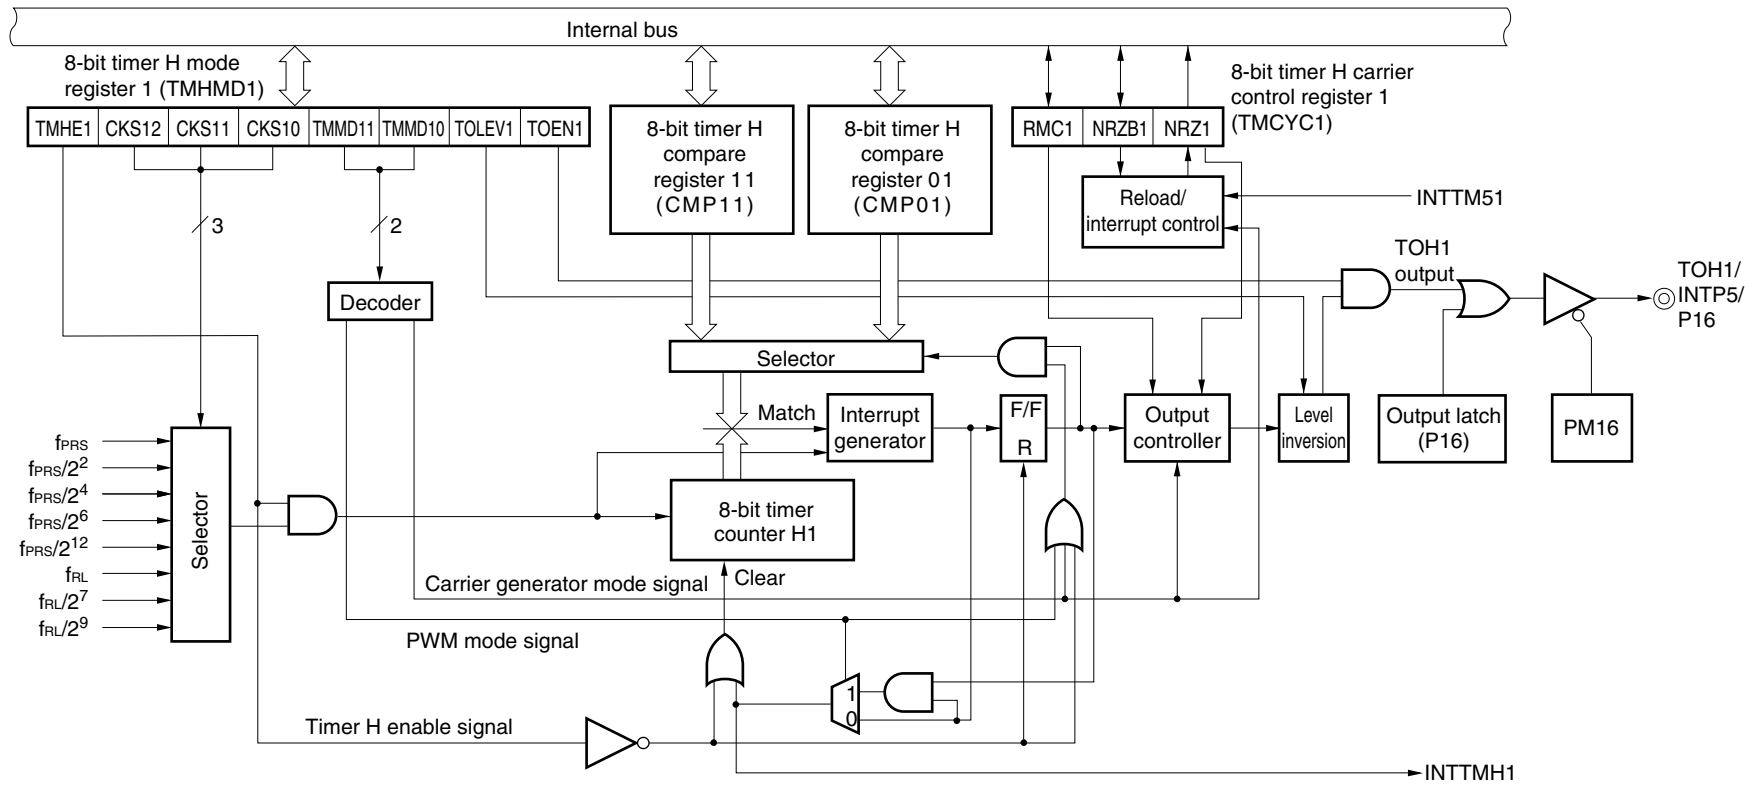 Internal bus
8-bit timer H mode
register 1 (TMHMD1)
8-bit timer H carrier
control register 1
(TMCYC1)
TMHE1 CKS12 CKS11 CKS10 TMMD11 TMMD10 TOLEV1 TOEN1
8-bit timer H
compare
register 11
(CMP11)
8-bit timer H
compare
register 01
(CMP01)
RMC1 NRZB1 NRZ1
Reload/
interrupt control
INTTM51
3
2
Decoder
TOH1
output
TOH1/
INTP5/
P16
Selector
Match
Interrupt
generator
F/F
R
Output
controller
Level
inversion
Output latch
(P16)
PM16
fPRS
fPRS/2²
fPRS/2⁴
fPRS/2⁶
fPRS/2¹²
fRL
fRL/2⁷
fRL/2⁹
Selector
8-bit timer
counter H1
Clear
Carrier generator mode signal
PWM mode signal
1
0
Timer H enable signal
INTTMH1